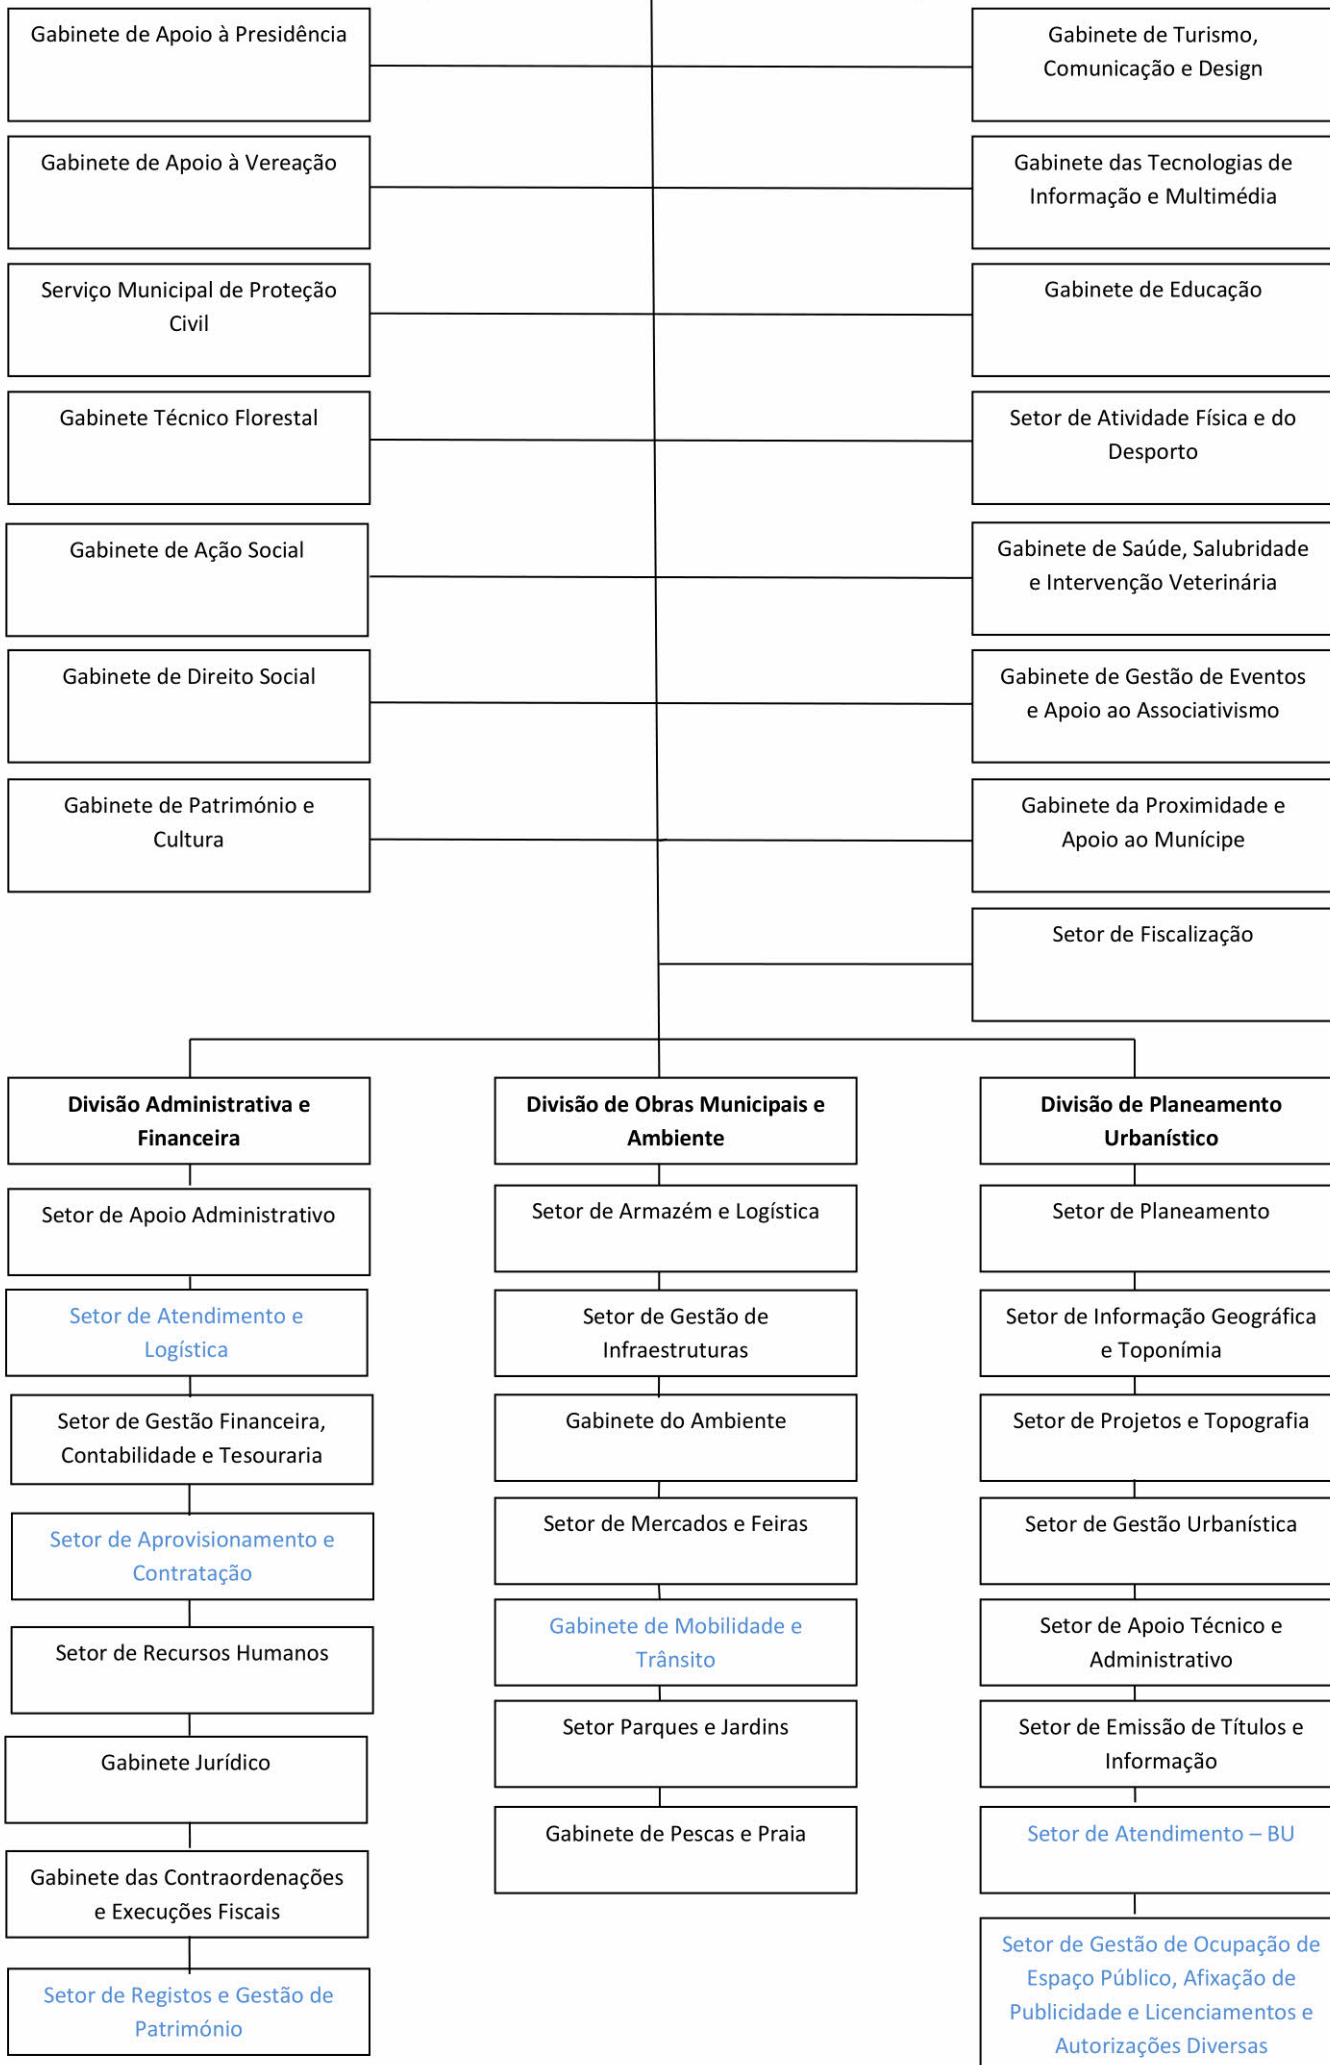 Gabinete de Apoio à Presidência
Gabinete de Turismo,
Comunicação e Design
Gabinete de Apoio à Vereação
Gabinete das Tecnologias de
Informação e Multimédia
Serviço Municipal de Proteção
Civil
Gabinete de Educação
Gabinete Técnico Florestal
Setor de Atividade Física e do
Desporto
Gabinete de Ação Social
Gabinete de Saúde, Salubridade
e Intervenção Veterinária
Gabinete de Direito Social
Gabinete de Gestão de Eventos
e Apoio ao Associativismo
Gabinete de Património e
Cultura
Gabinete da Proximidade e
Apoio ao Munícipe
Setor de Fiscalização
Divisão Administrativa e
Financeira
Setor de Apoio Administrativo
Setor de Atendimento e
Logística
Setor de Gestão Financeira,
Contabilidade e Tesouraria
Setor de Aprovisionamento e
Contratação
Setor de Recursos Humanos
Gabinete Jurídico
Gabinete das Contraordenações
e Execuções Fiscais
Setor de Registos e Gestão de
Património
Divisão de Obras Municipais e
Ambiente
Setor de Armazém e Logística
Setor de Gestão de
Infraestruturas
Gabinete do Ambiente
Setor de Mercados e Feiras
Gabinete de Mobilidade e
Trânsito
Setor Parques e Jardins
Gabinete de Pescas e Praia
Divisão de Planeamento
Urbanístico
Setor de Planeamento
Setor de Informação Geográfica
e Toponímia
Setor de Projetos e Topografia
Setor de Gestão Urbanística
Setor de Apoio Técnico e
Administrativo
Setor de Emissão de Títulos e
Informação
Setor de Atendimento – BU
Setor de Gestão de Ocupação de
Espaço Público, Afixação de
Publicidade e Licenciamentos e
Autorizações Diversas